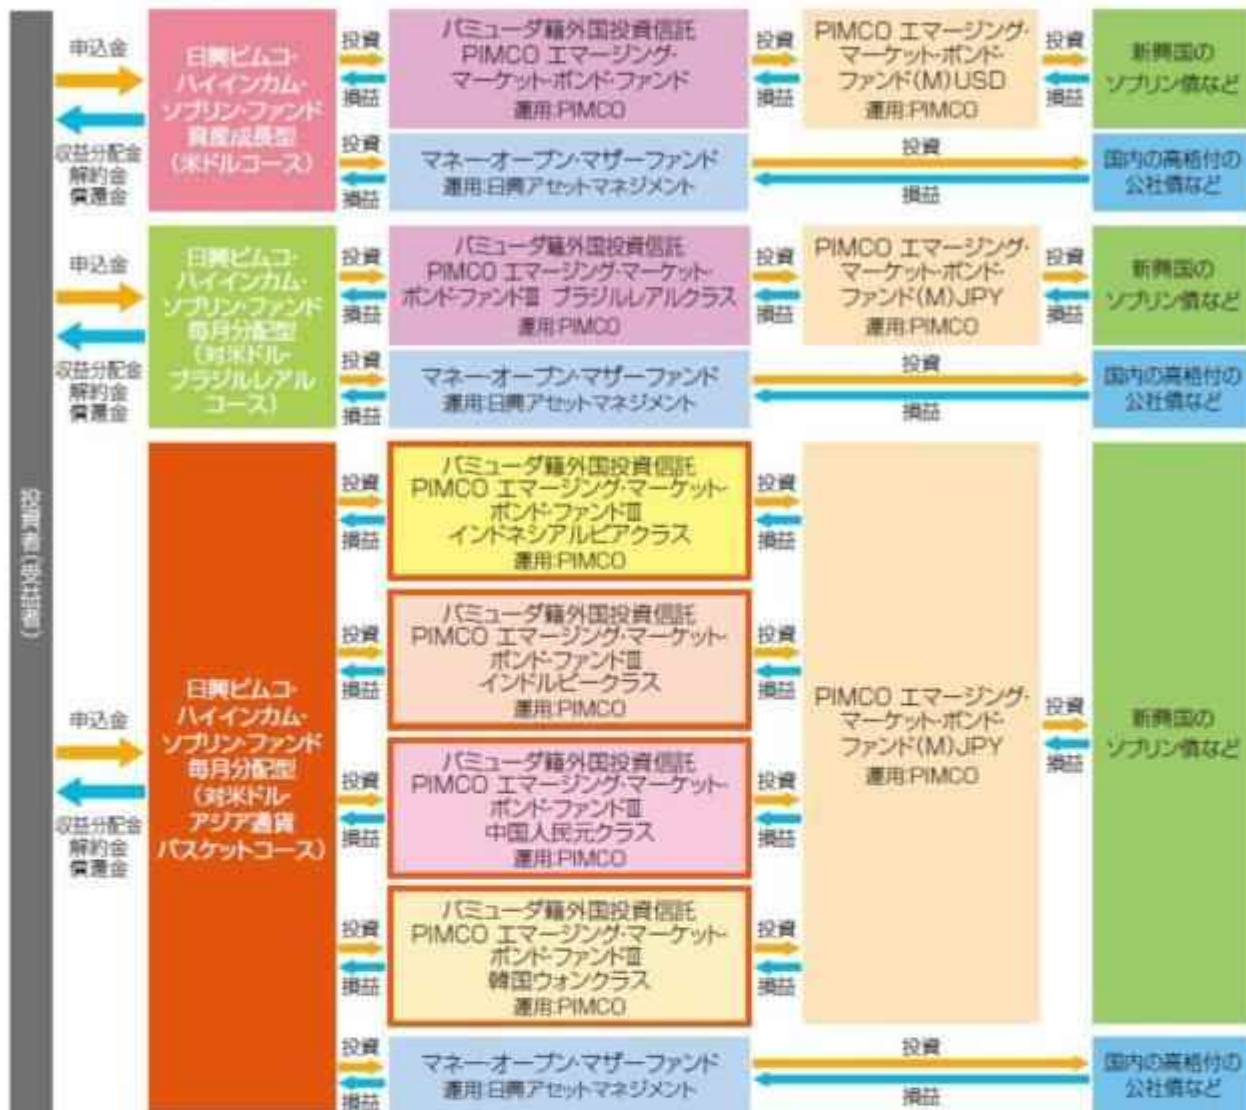 投資者(受益者)
申込金
収益分配金
解約金
償還金
日興ピムコ・
ハイインカム・
ソブリン・ファンド
資産成長型
(米ドルコース)
投資
損益
バミューダ籍外国投資信託
PIMCO エマージング・
マーケット・ボンド・ファンド
運用:PIMCO
投資
損益
PIMCO エマージング・
マーケット・ボンド・
ファンド(M)USD
運用:PIMCO
投資
損益
新興国の
ソブリン債など
投資
損益
マネー・オープン・マザーファンド
運用:日興アセットマネジメント
投資
損益
国内の高格付の
公社債など
申込金
収益分配金
解約金
償還金
日興ピムコ・
ハイインカム・
ソブリン・ファンド
毎月分配型
(対米ドル・
ブラジルレアル
コース)
投資
損益
バミューダ籍外国投資信託
PIMCO エマージング・マーケット・
ボンド・ファンドⅢ ブラジルレアルクラス
運用:PIMCO
投資
損益
PIMCO エマージング・
マーケット・ボンド・
ファンド(M)JPY
運用:PIMCO
投資
損益
新興国の
ソブリン債など
投資
損益
マネー・オープン・マザーファンド
運用:日興アセットマネジメント
投資
損益
国内の高格付の
公社債など
申込金
収益分配金
解約金
償還金
日興ピムコ・
ハイインカム・
ソブリン・ファンド
毎月分配型
(対米ドル・
アジア通貨
バスケットコース)
投資
損益
バミューダ籍外国投資信託
PIMCO エマージング・マーケット・
ボンド・ファンドⅢ
インドネシアルピアクラス
運用:PIMCO
投資
損益
投資
損益
バミューダ籍外国投資信託
PIMCO エマージング・マーケット・
ボンド・ファンドⅢ
インドルピークラス
運用:PIMCO
投資
損益
投資
損益
バミューダ籍外国投資信託
PIMCO エマージング・マーケット・
ボンド・ファンドⅢ
中国人民元クラス
運用:PIMCO
投資
損益
投資
損益
バミューダ籍外国投資信託
PIMCO エマージング・マーケット・
ボンド・ファンドⅢ
韓国ウォンクラス
運用:PIMCO
投資
損益
PIMCO エマージング・
マーケット・ボンド・
ファンド(M)JPY
運用:PIMCO
投資
損益
新興国の
ソブリン債など
投資
損益
マネー・オープン・マザーファンド
運用:日興アセットマネジメント
投資
損益
国内の高格付の
公社債など